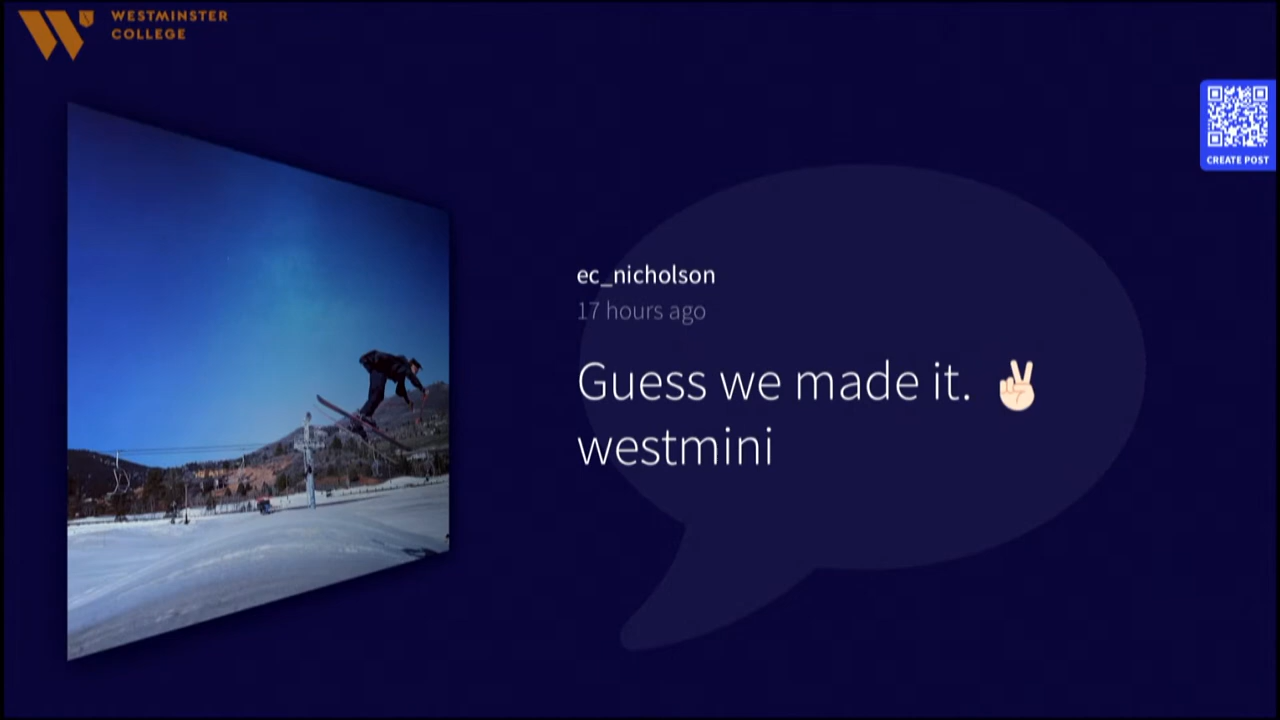 WESTMINSTER
COLLEGE
CREATE POST
ec_nicholson
17 hours ago
Guess we made it. ✌🏻
westmini